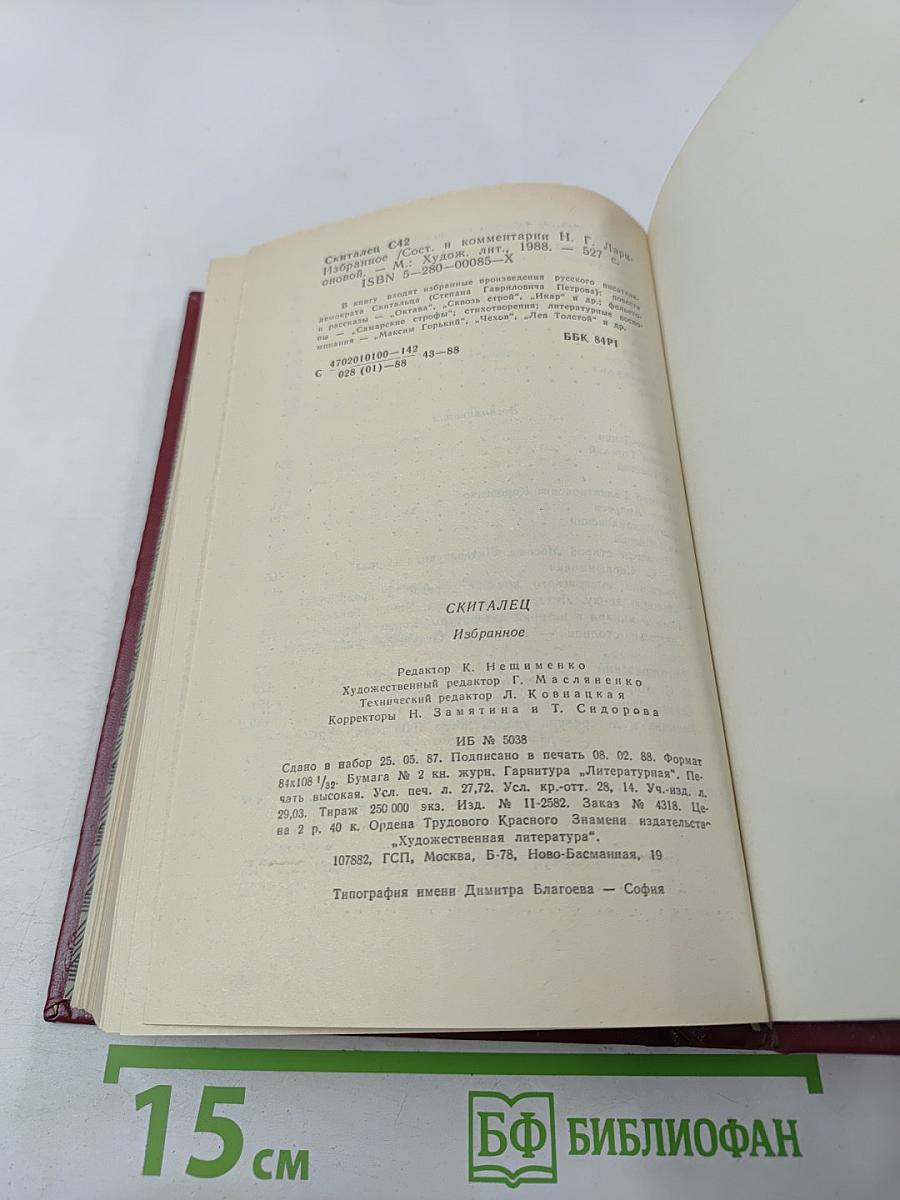 Скиталец С42
Избранное /Сост. и комментарии Н. Г. Лари-
оновой. — М.: Худож. лит., 1988. — 527 с.
ISBN 5—280—00085—X
В книгу входят избранные произведения русского писателя-
демократа Скитальца (Степана Гавриловича Петрова): повести
и рассказы — „Октава", „Сквозь строй", „Икар" и др.; фельето-
ны — „Самарские строфы"; стихотворения; литературные воспо-
минания — „Максим Горький", „Чехов", „Лев Толстой" и др.
С 4702010100—142 43—88
028 (01)—88
ББК 84Р1
СКИТАЛЕЦ
Избранное
Редактор К. Нещименко
Художественный редактор Г. Масляненко
Технический редактор Л. Ковнацкая
Корректоры Н. Замятина и Т. Сидорова
ИБ № 5038
Сдано в набор 25. 05. 87. Подписано в печать 08. 02. 88. Формат
84х108 1/32. Бумага № 2 кн. журн. Гарнитура „Литературная". Пе-
чать высокая. Усл. печ. л. 27,72. Усл. кр.-отт. 28, 14. Уч.-изд. л.
29,03. Тираж 250 000 экз. Изд. № II-2582. Заказ № 4318. Це-
на 2 р. 40 к. Ордена Трудового Красного Знамени издательство
„Художественная литература".
107882, ГСП, Москва, Б-78, Ново-Басманная, 19
Типография имени Димитра Благоева — София
15 см
БФ БИБЛИОФАН